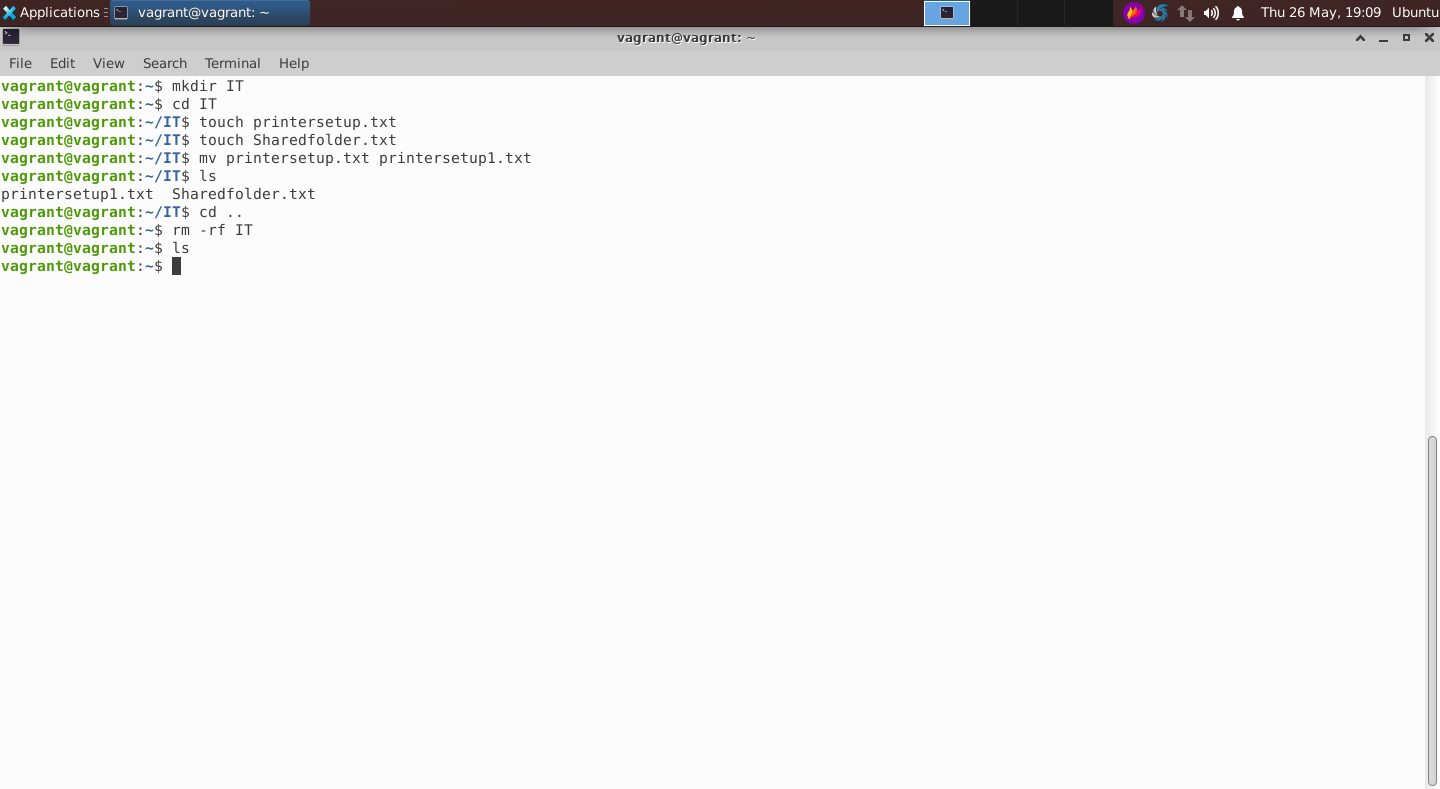 Applications vagrant@vagrant: ~ Thu 26 May, 19:09 Ubuntu
vagrant@vagrant: ~
File Edit View Search Terminal Help
vagrant@vagrant:~$ mkdir IT
vagrant@vagrant:~$ cd IT
vagrant@vagrant:~/IT$ touch printersetup.txt
vagrant@vagrant:~/IT$ touch Sharedfolder.txt
vagrant@vagrant:~/IT$ mv printersetup.txt printersetup1.txt
vagrant@vagrant:~/IT$ ls
printersetup1.txt  Sharedfolder.txt
vagrant@vagrant:~/IT$ cd ..
vagrant@vagrant:~$ rm -rf IT
vagrant@vagrant:~$ ls
vagrant@vagrant:~$